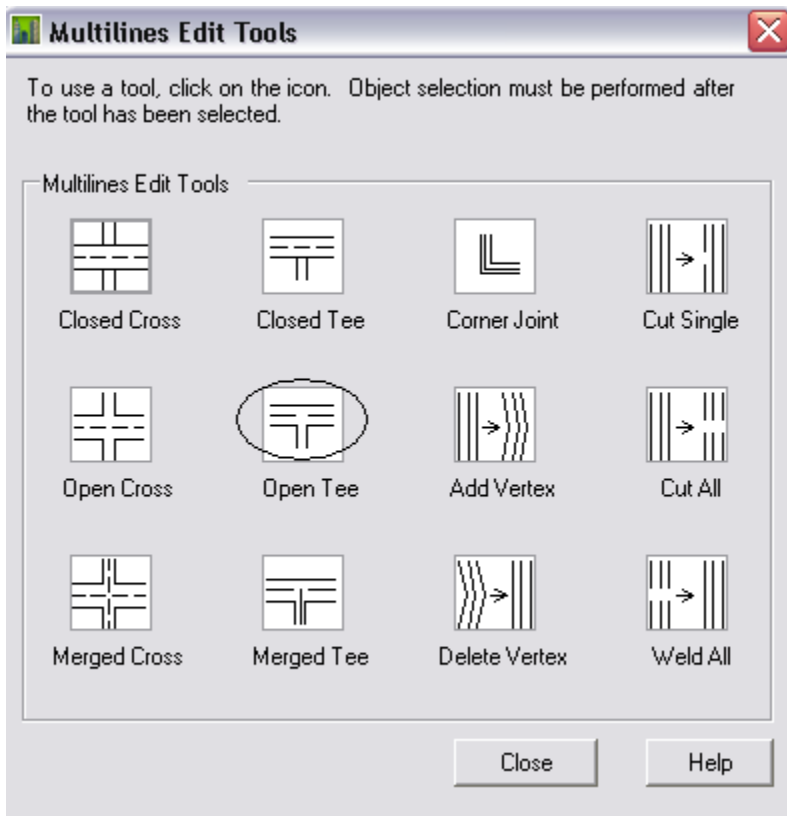 Multilines Edit Tools
To use a tool, click on the icon. Object selection must be performed after
the tool has been selected.
Multilines Edit Tools
Closed Cross Closed Tee Corner Joint Cut Single
Open Cross Open Tee Add Vertex Cut All
Merged Cross Merged Tee Delete Vertex Weld All
Close Help